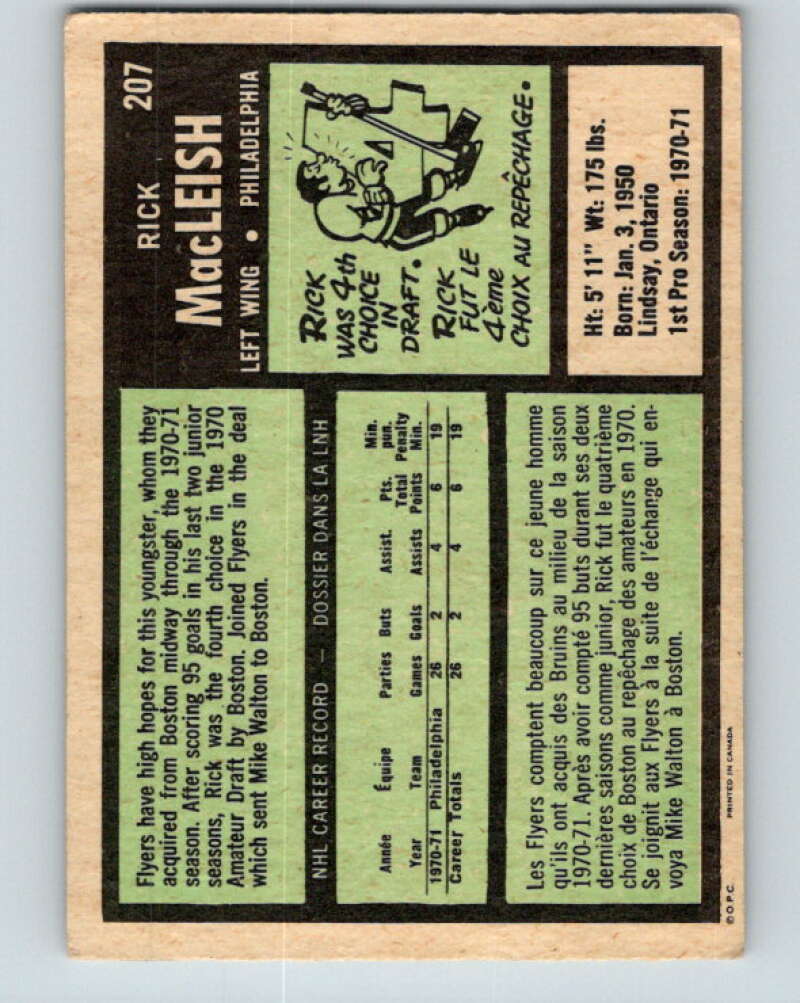 207
RICK
MacLEISH
LEFT WING • PHILADELPHIA
Flyers have high hopes for this youngster, whom they
acquired from Boston midway through the 1970-71
season. After scoring 95 goals in his last two junior
seasons, Rick was the fourth choice in the 1970
Amateur Draft by Boston. Joined Flyers in the deal
which sent Mike Walton to Boston.
RICK
WAS 4th
CHOICE
IN
DRAFT.
RICK
FUT LE
4ème
CHOIX AU REPÊCHAGE.
4
NHL CAREER RECORD – DOSSIER DANS LA LNH
Année Équipe Parties Buts Assist. Pts. Total Points Min. pun. Penalty Min.
Year Team Games Goals Assists
1970-71 Philadelphia 26 2 4 6 19
Career Totals 26 2 4 6 19
Ht: 5' 11" Wt: 175 lbs.
Born: Jan. 3, 1950
Lindsay, Ontario
1st Pro Season: 1970-71
Les Flyers comptent beaucoup sur ce jeune homme
qu'ils ont acquis des Bruins au milieu de la saison
1970-71. Après avoir compté 95 buts durant ses deux
dernières saisons comme junior, Rick fut le quatrième
choix de Boston au repêchage des amateurs en 1970.
Se joignit aux Flyers à la suite de l'échange qui en-
voya Mike Walton à Boston.
© O.P.C. PRINTED IN CANADA